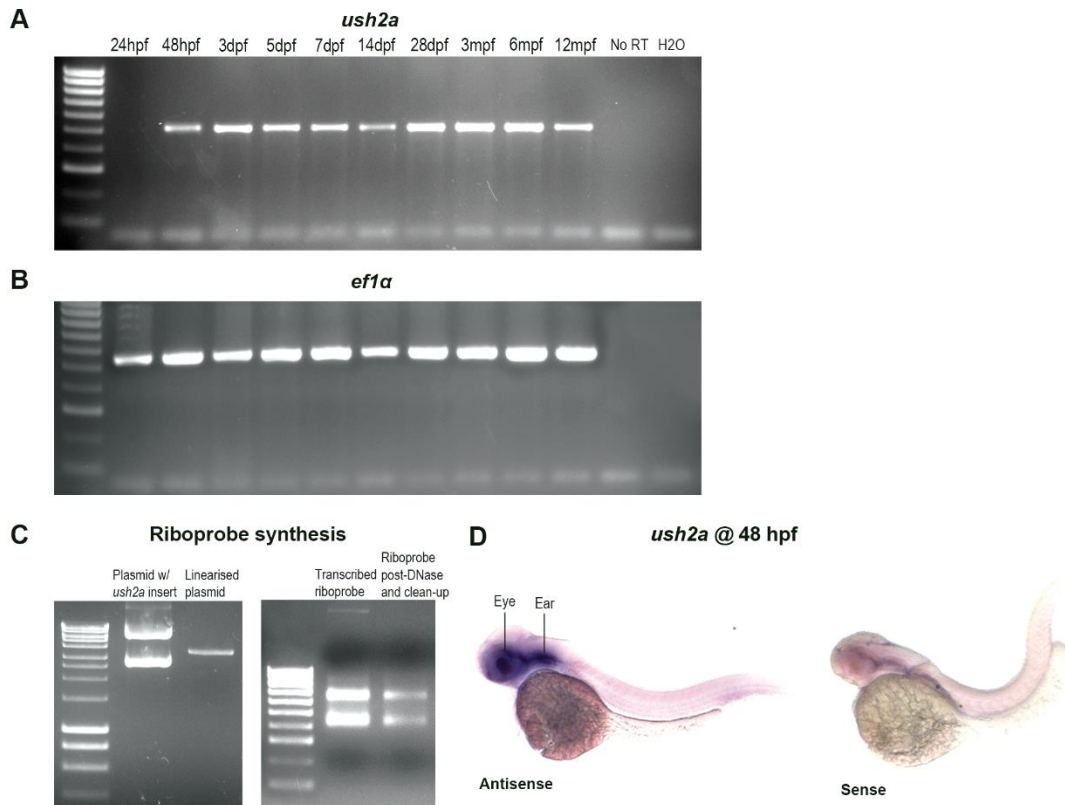 A
ush2a
24hpf 48hpf 3dpf 5dpf 7dpf 14dpf 28dpf 3mpf 6mpf 12mpf No RT H2O
B
ef1α
C
Riboprobe synthesis
Plasmid w/
ush2a insert
Linearised
plasmid
Transcribed
riboprobe
Riboprobe
post-DNase
and clean-up
D
ush2a @ 48 hpf
Eye
Ear
Antisense
Sense